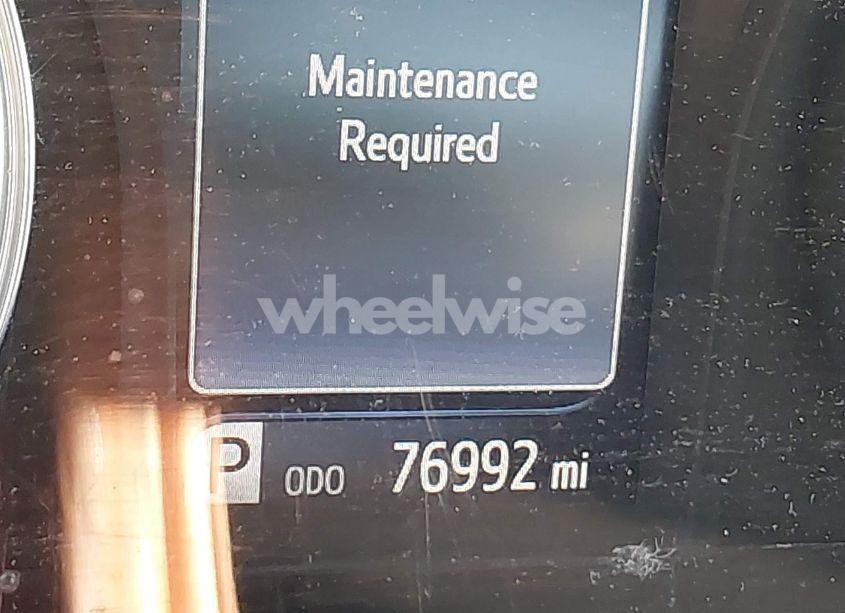 Maintenance
Required
wheelwise
P ODO 76992 mi